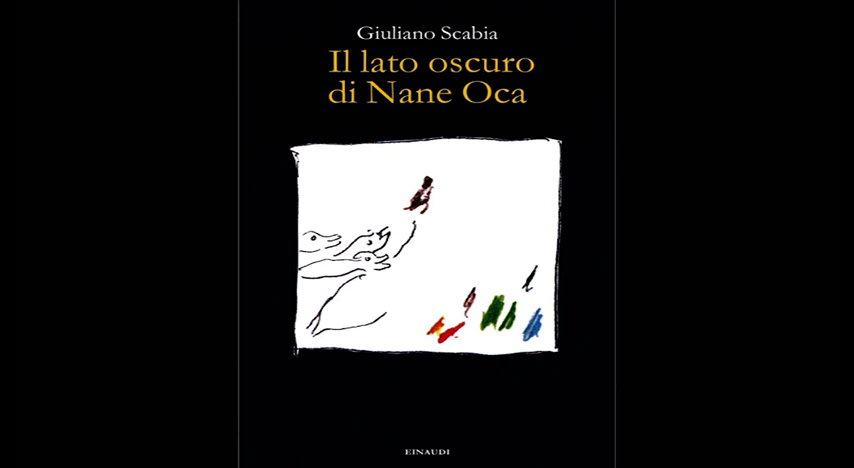 Giuliano Scabia
Il lato oscuro
di Nane Oca
EINAUDI